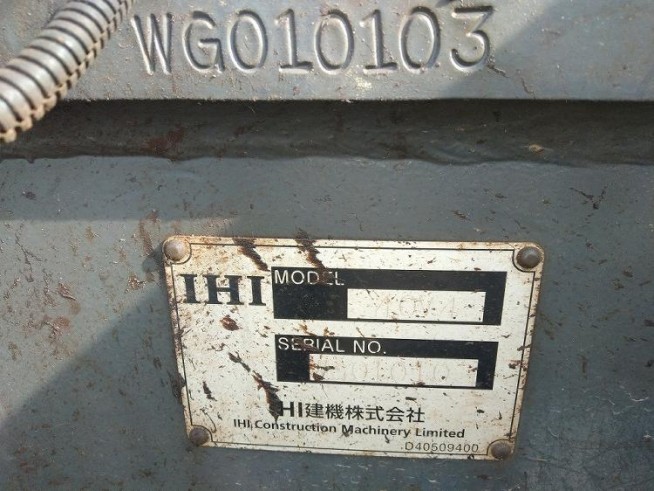 WG010103
IHI
MODEL
SERIAL NO.
IHI建機株式会社
IHI Construction Machinery Limited
D40509400